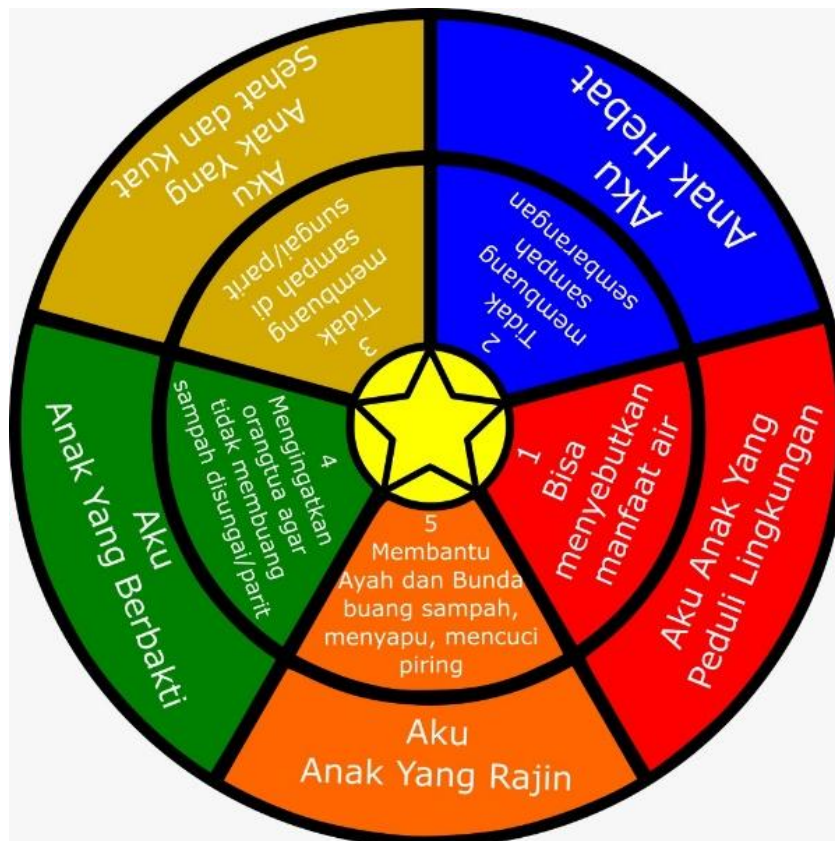 1
Bisa
menyebutkan
manfaat air
Aku Anak Yang
Peduli Lingkungan
2
Tidak
membuang
sampah
sembarangan
Aku
Anak Hebat
3
Tidak
membuang
sampah di
sungai/parit
Aku
Anak Yang
Sehat dan Kuat
4
Mengingatkan
orangtua agar
tidak membuang
sampah disungai/parit
Aku
Anak Yang Berbakti
5
Membantu
Ayah dan Bunda
buang sampah,
menyapu, mencuci
piring
Aku
Anak Yang Rajin